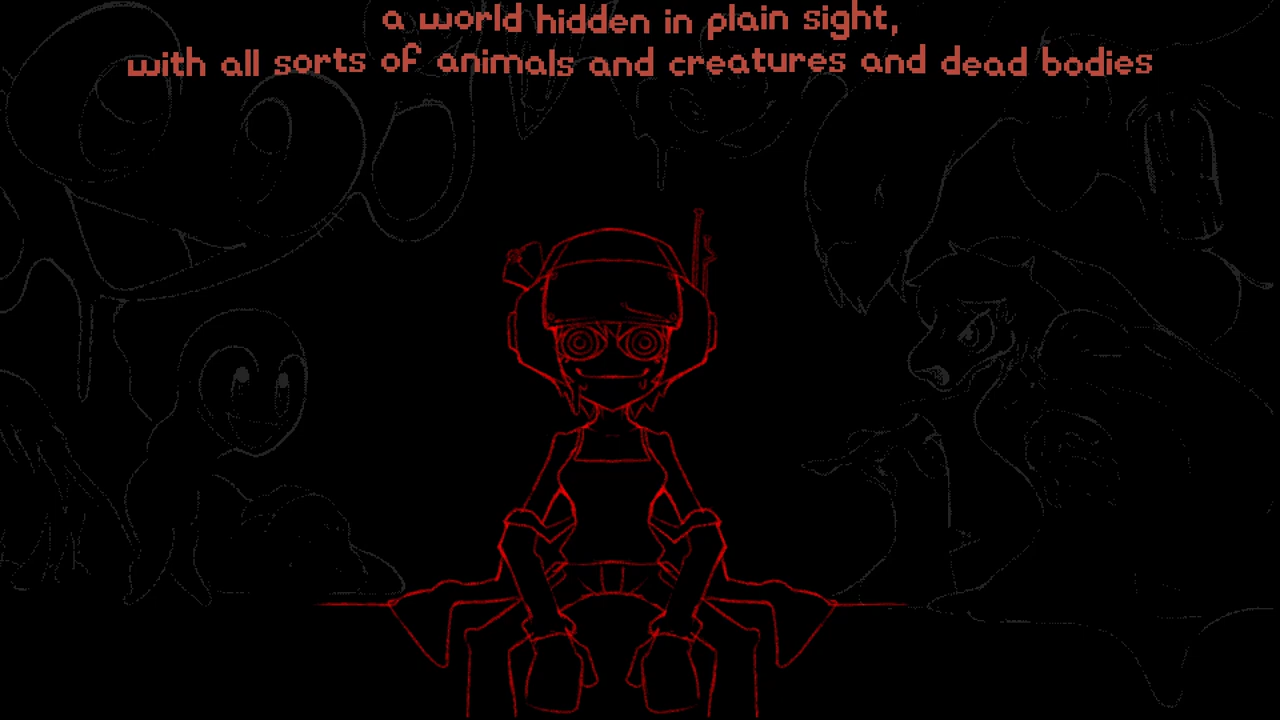 a world hidden in plain sight,
with all sorts of animals and creatures and dead bodies